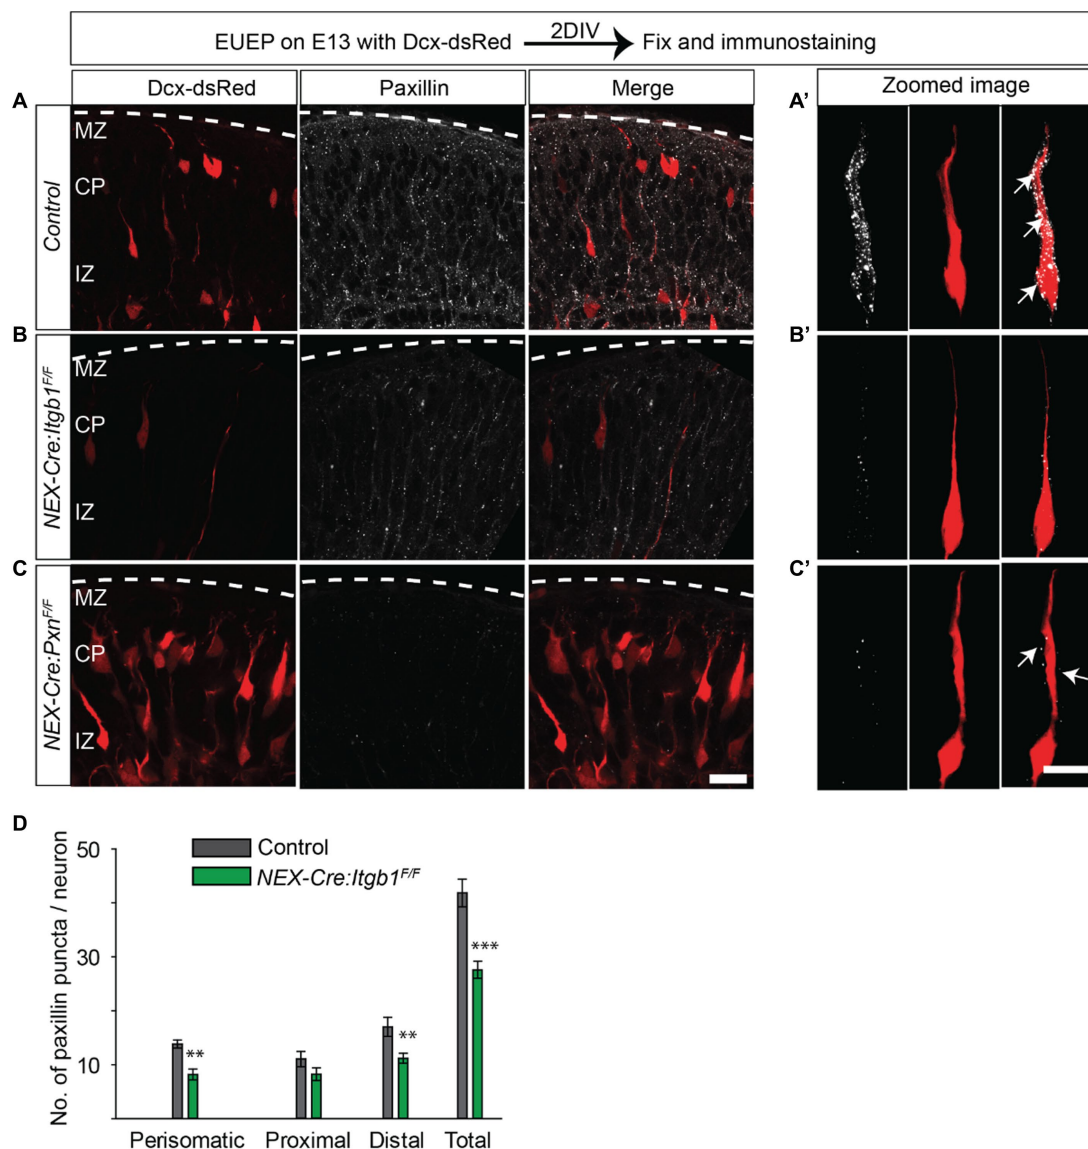 EUEP on E13 with Dcx-dsRed 2DIV Fix and immunostaining
Dcx-dsRed Paxillin Merge Zoomed image
A A’
Control
MZ
CP
IZ
B B’
NEX-Cre:Itgb1F/F
MZ
CP
IZ
C C’
NEX-Cre:PxnF/F
MZ
CP
IZ
D
No. of paxillin puncta / neuron
50
30
10
Control
NEX-Cre:Itgb1F/F
** ** ***
Perisomatic Proximal Distal Total